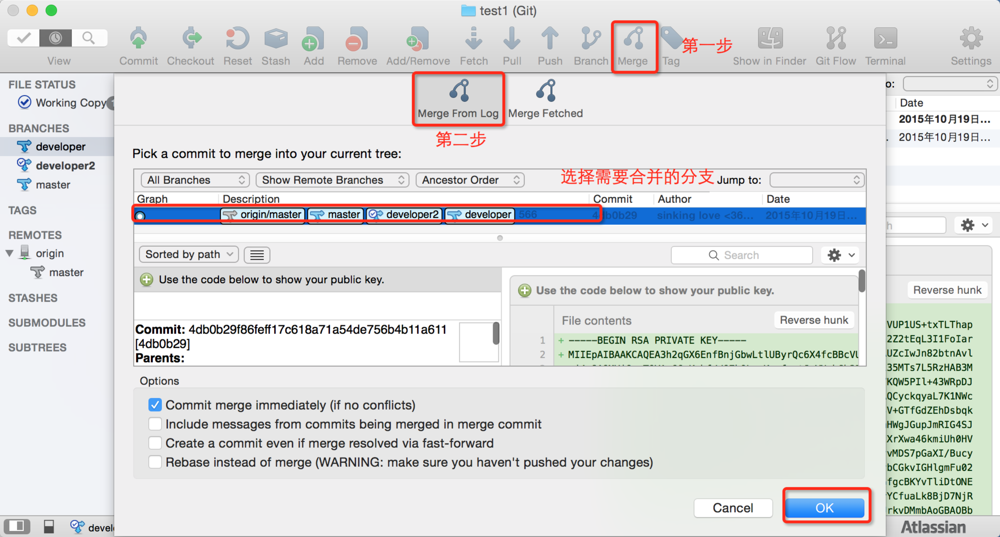 test1 (Git)
View
Commit
Checkout
Reset
Stash
Add
Remove
Add/Remove
Fetch
Pull
Push
Branch
Merge
Tag
第一步
Show in Finder
Git Flow
Terminal
Settings
FILE STATUS
Working Copy
BRANCHES
developer
developer2
master
TAGS
REMOTES
origin
master
STASHES
SUBMODULES
SUBTREES
Merge From Log
Merge Fetched
第二步
Pick a commit to merge into your current tree:
All Branches
Show Remote Branches
Ancestor Order
选择需要合并的分支
Jump to:
Graph Description Commit Author Date
origin/master master developer2 developer 566 4db0b29 sinking love <36... 2015年10月19日...
Sorted by path
Search
Use the code below to show your public key.
Commit: 4db0b29f86feff17c618a71a54de756b4b11a611
[4db0b29]
Parents:
Use the code below to show your public key.
File contents
Reverse hunk
1 + -----BEGIN RSA PRIVATE KEY-----
2 + MIIEpAIBAAKCAQEA3h2qGX6EnfBnjGbwLtlUByrQc6X4fcBBcVU
Options
Commit merge immediately (if no conflicts)
Include messages from commits being merged in merge commit
Create a commit even if merge resolved via fast-forward
Rebase instead of merge (WARNING: make sure you haven't pushed your changes)
Cancel
OK
o:
Date
2015年10月19日...
2015年10月19日...
Reverse hunk
VUP1US+txTLThap
2Z2tEqL3I1FoIar
UZcIwJn82btnAvl
35MTs7L5RzHAB3M
KQW5PIl+43WRpDJ
QCyckqyaL7K1NWc
V+GTfGdZEhDsbqk
HWgJGupJmRIG4SJ
XrXwa46kmiUh0HV
vMDS7pGaXI/Bucy
bCGkvIGHlgmFu02
fgcBKYvTliDtONE
YCfuaLk8BjD7NjR
rkvDMmbAoGBAOBb
devel
Atlassian